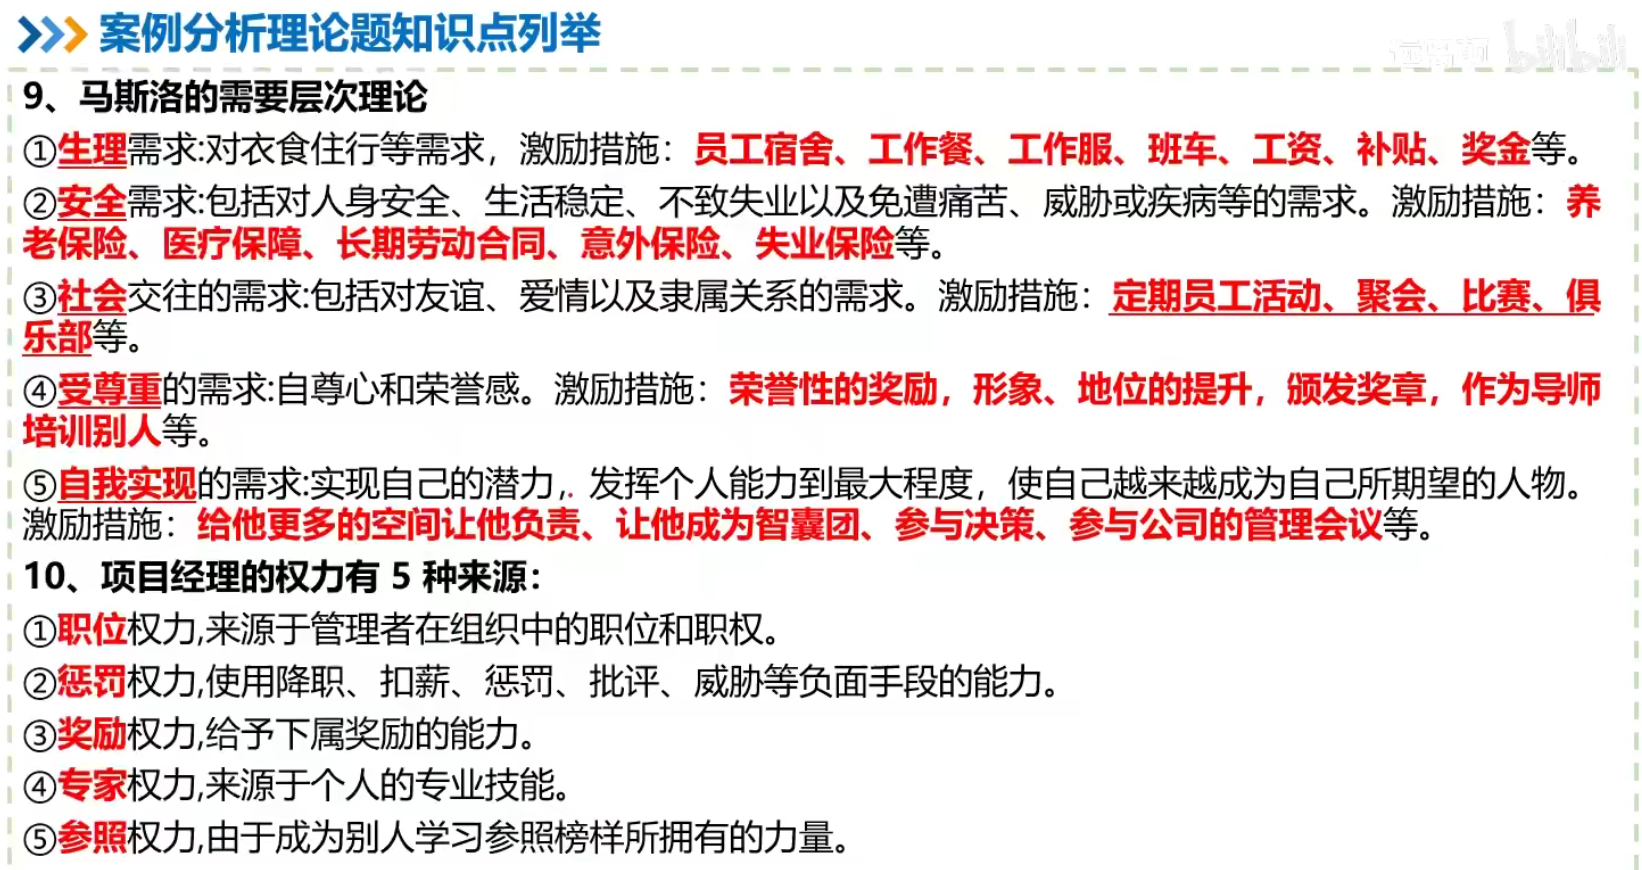 案例分析理论题知识点列举
bilibili
9、马斯洛的需要层次理论
①生理需求:对衣食住行等需求，激励措施：员工宿舍、工作餐、工作服、班车、工资、补贴、奖金等。
②安全需求:包括对人身安全、生活稳定、不致失业以及免遭痛苦、威胁或疾病等的需求。激励措施：养
老保险、医疗保障、长期劳动合同、意外保险、失业保险等。
③社会交往的需求:包括对友谊、爱情以及隶属关系的需求。激励措施：定期员工活动、聚会、比赛、俱
乐部等。
④受尊重的需求:自尊心和荣誉感。激励措施：荣誉性的奖励，形象、地位的提升，颁发奖章，作为导师
培训别人等。
⑤自我实现的需求:实现自己的潜力，发挥个人能力到最大程度，使自己越来越成为自己所期望的人物。
激励措施：给他更多的空间让他负责、让他成为智囊团、参与决策、参与公司的管理会议等。
10、项目经理的权力有 5 种来源：
①职位权力,来源于管理者在组织中的职位和职权。
②惩罚权力,使用降职、扣薪、惩罚、批评、威胁等负面手段的能力。
③奖励权力,给予下属奖励的能力。
④专家权力,来源于个人的专业技能。
⑤参照权力,由于成为别人学习参照榜样所拥有的力量。